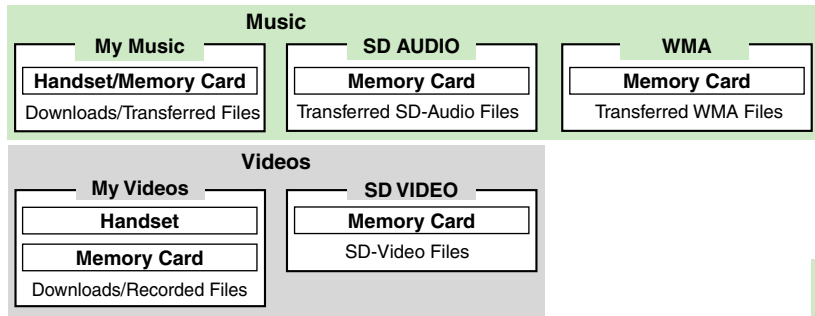 Music
My Music
Handset/Memory Card
Downloads/Transferred Files
SD AUDIO
Memory Card
Transferred SD-Audio Files
WMA
Memory Card
Transferred WMA Files
Videos
My Videos
Handset
Memory Card
Downloads/Recorded Files
SD VIDEO
Memory Card
SD-Video Files